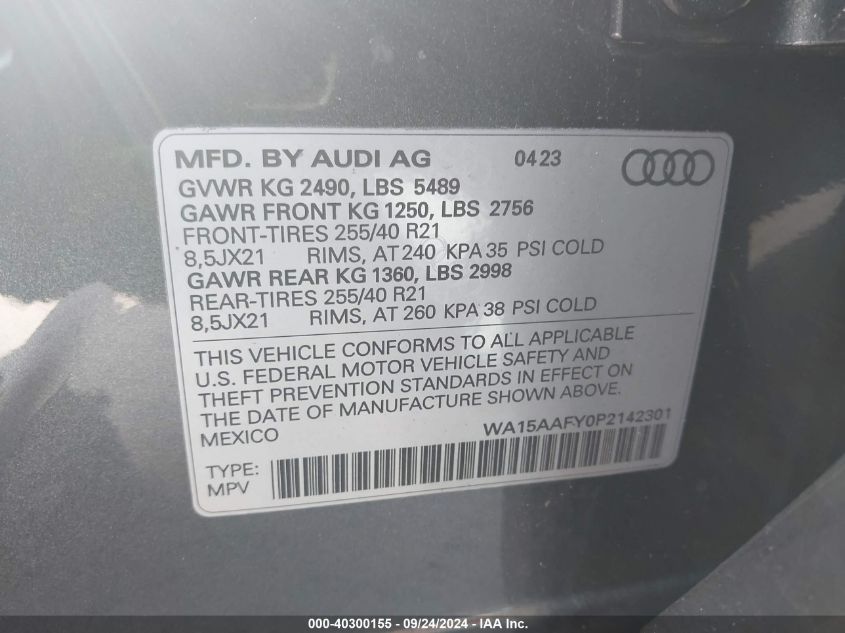 MFD. BY AUDI AG 0423
GVWR KG 2490, LBS 5489
GAWR FRONT KG 1250, LBS 2756
FRONT-TIRES 255/40 R21
8,5JX21 RIMS, AT 240 KPA 35 PSI COLD
GAWR REAR KG 1360, LBS 2998
REAR-TIRES 255/40 R21
8,5JX21 RIMS, AT 260 KPA 38 PSI COLD
THIS VEHICLE CONFORMS TO ALL APPLICABLE
U.S. FEDERAL MOTOR VEHICLE SAFETY AND
THEFT PREVENTION STANDARDS IN EFFECT ON
THE DATE OF MANUFACTURE SHOWN ABOVE.
MEXICO WA15AAFY0P2142301
TYPE:
MPV
000-40300155 - 09/24/2024 - IAAI.com